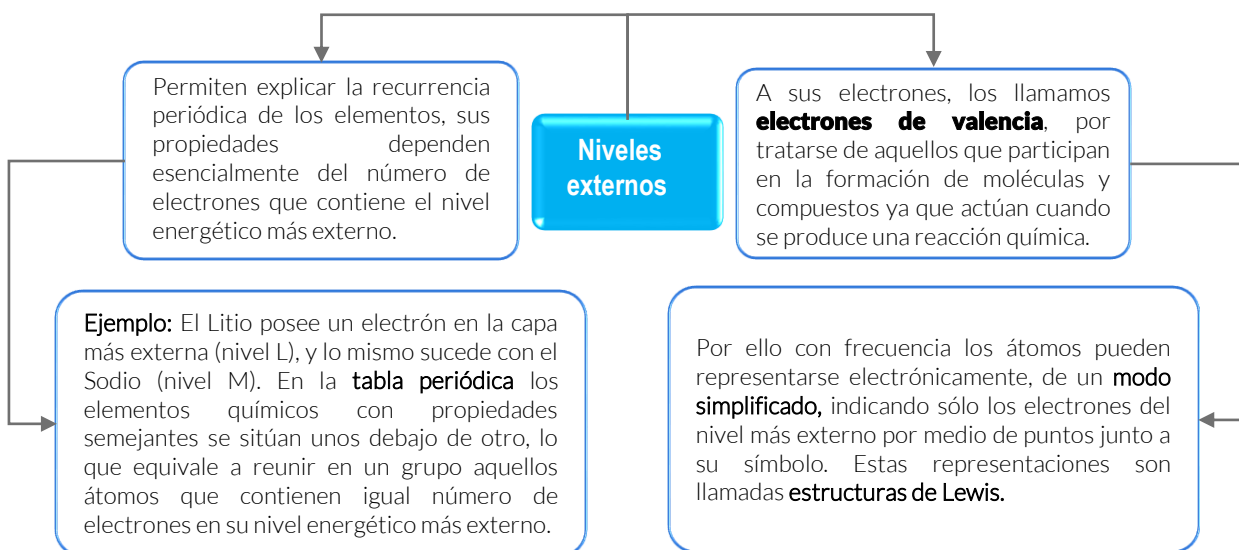 Permiten explicar la recurrencia
periódica de los elementos, sus
propiedades dependen
esencialmente del número de
electrones que contiene el nivel
energético más externo.
Niveles
externos
A sus electrones, los llamamos
electrones de valencia, por
tratarse de aquellos que participan
en la formación de moléculas y
compuestos ya que actúan cuando
se produce una reacción química.
Ejemplo: El Litio posee un electrón en la capa
más externa (nivel L), y lo mismo sucede con el
Sodio (nivel M). En la tabla periódica los
elementos químicos con propiedades
semejantes se sitúan unos debajo de otro, lo
que equivale a reunir en un grupo aquellos
átomos que contienen igual número de
electrones en su nivel energético más externo.
Por ello con frecuencia los átomos pueden
representarse electrónicamente, de un modo
simplificado, indicando sólo los electrones del
nivel más externo por medio de puntos junto a
su símbolo. Estas representaciones son
llamadas estructuras de Lewis.